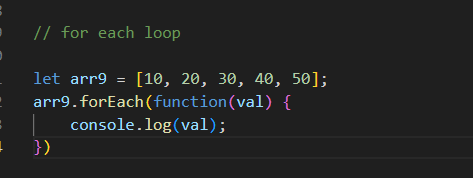 // for each loop
let arr9 = [10, 20, 30, 40, 50];
arr9.forEach(function(val) {
    console.log(val);
})